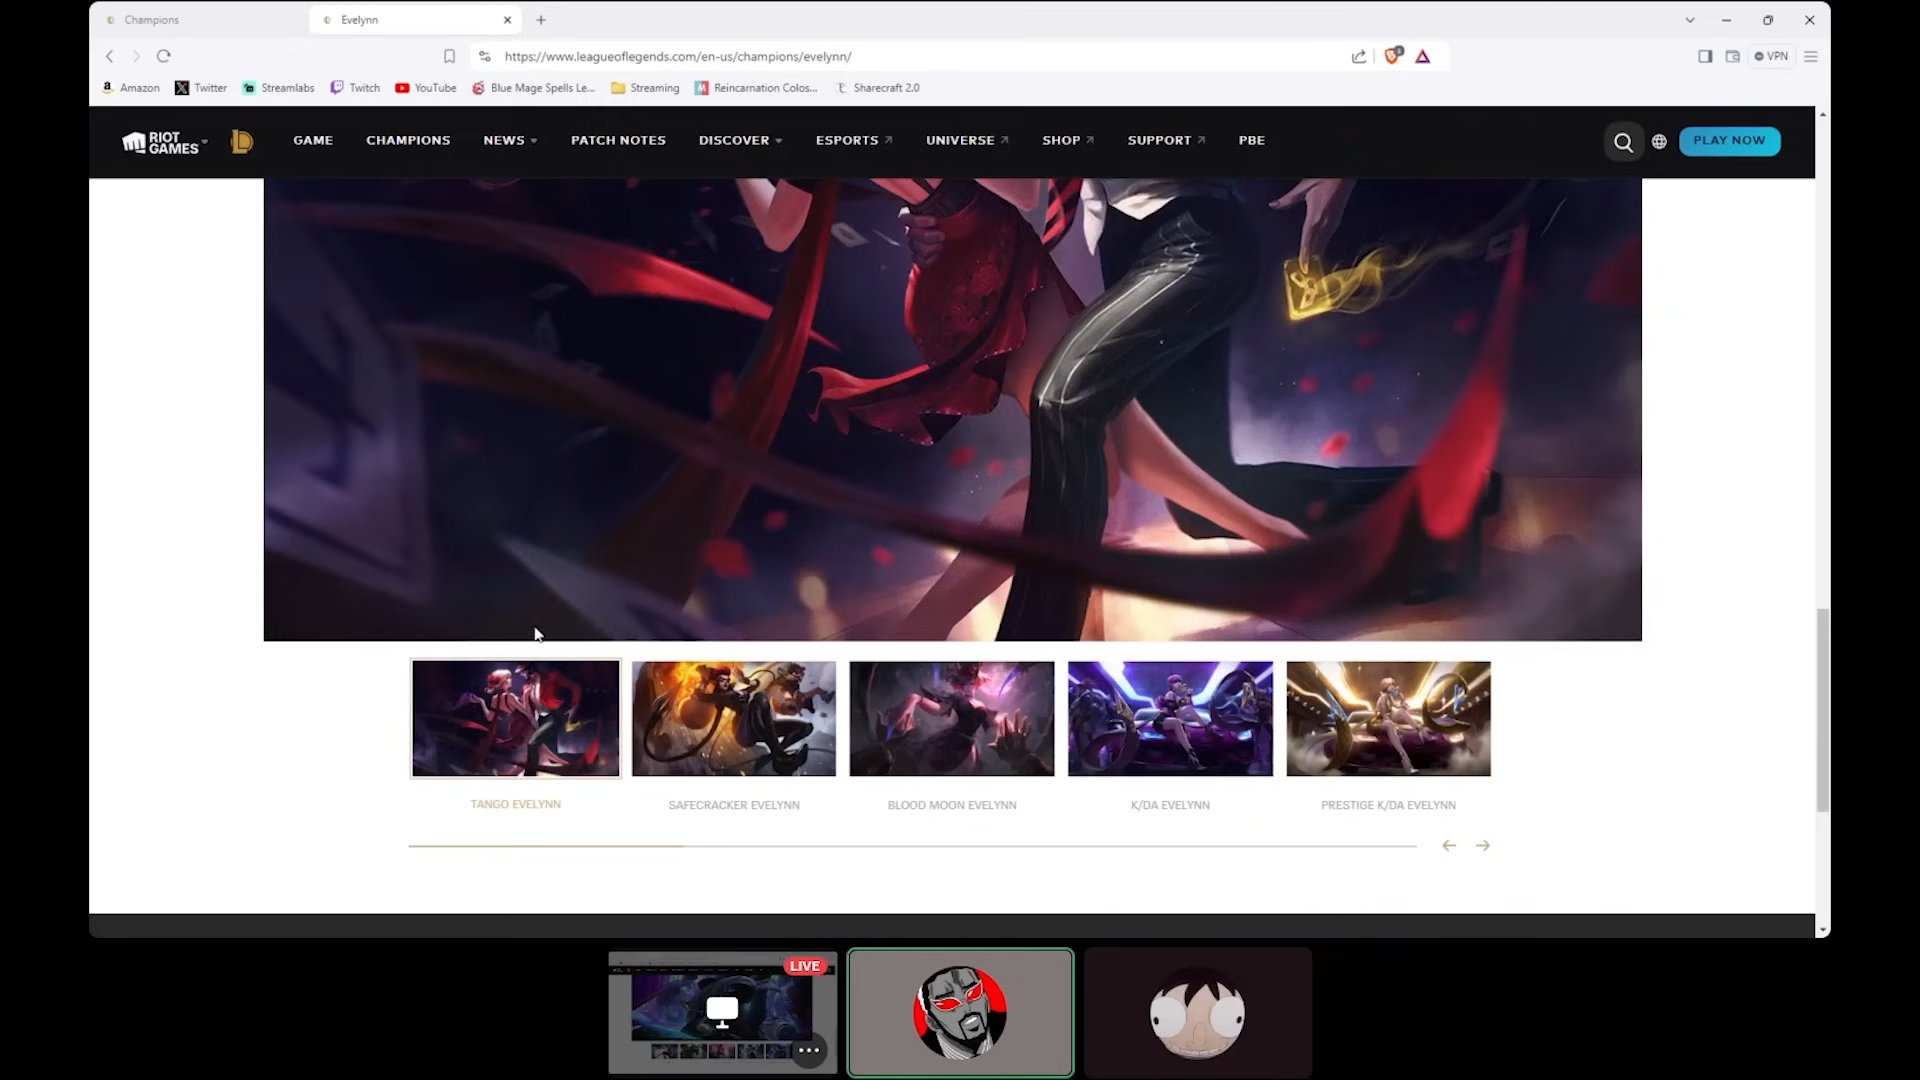 Champions
Evelynn
https://www.leagueoflegends.com/en-us/champions/evelynn/
VPN
Amazon
Twitter
Streamlabs
Twitch
YouTube
Blue Mage Spells Le...
Streaming
Reincarnation Colos...
Sharecraft 2.0
RIOT
GAMES
GAME
CHAMPIONS
NEWS
PATCH NOTES
DISCOVER
ESPORTS
UNIVERSE
SHOP
SUPPORT
PBE
PLAY NOW
TANGO EVELYNN
SAFECRACKER EVELYNN
BLOOD MOON EVELYNN
K/DA EVELYNN
PRESTIGE K/DA EVELYNN
LIVE